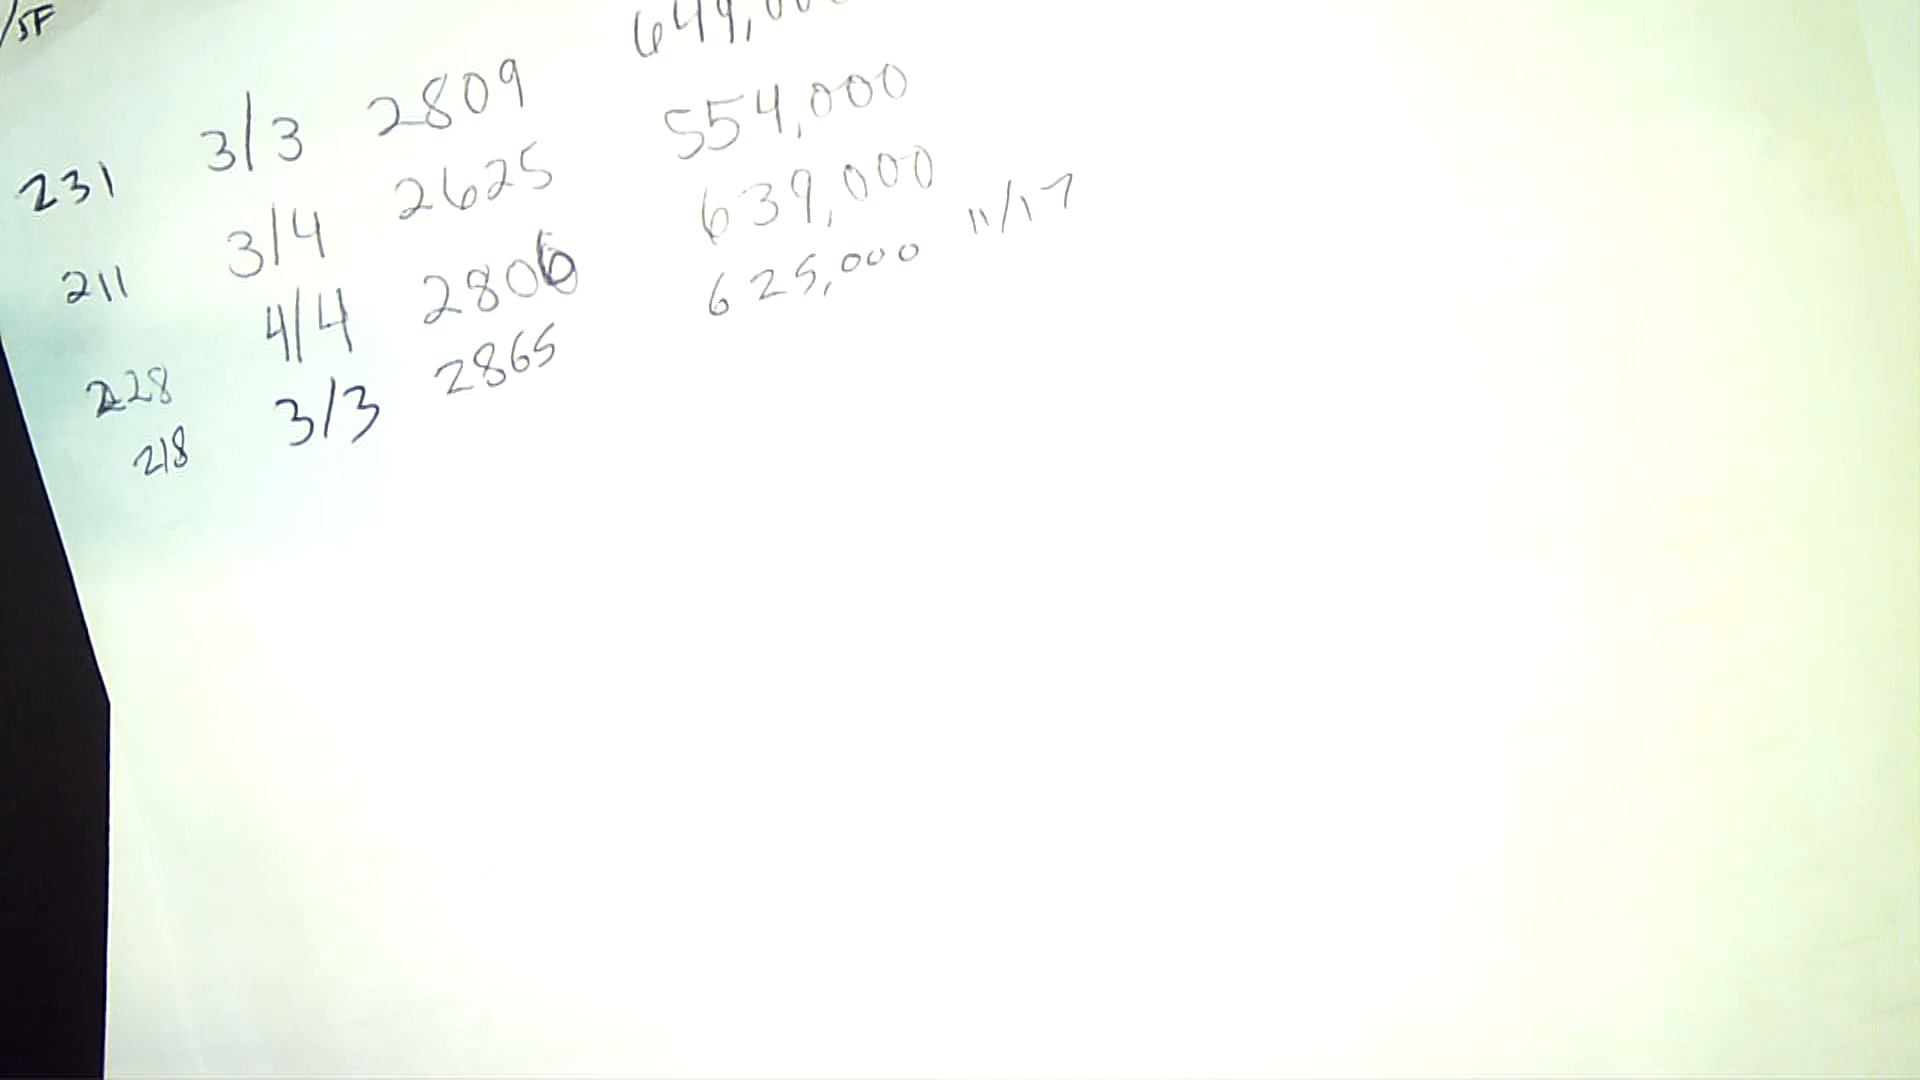 /SF
231 3/3 2809 649,
211 3/4 2625 554,000
228 4/4 2806 639,000
218 3/3 2865 625,000 11/17